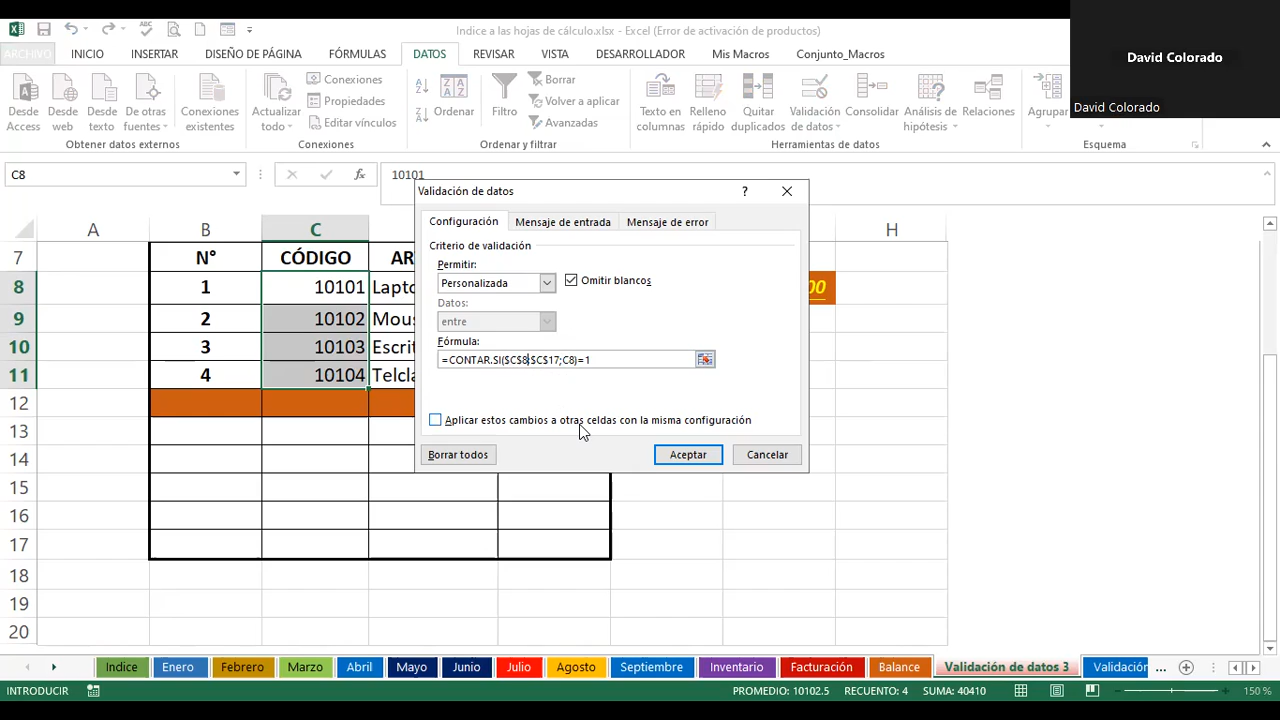 Indice a las hojas de cálculo.xlsx - Excel (Error de activación de productos)
David Colorado
David Colorado
ARCHIVO INICIO INSERTAR DISEÑO DE PÁGINA FÓRMULAS DATOS REVISAR VISTA DESARROLLADOR Mis Macros Conjunto_Macros
Desde Access
Desde web
Desde texto
De otras fuentes
Conexiones existentes
Obtener datos externos
Actualizar todo
Conexiones
Propiedades
Editar vínculos
Conexiones
Ordenar
Filtro
Borrar
Volver a aplicar
Avanzadas
Ordenar y filtrar
Texto en columnas
Relleno rápido
Quitar duplicados
Validación de datos
Consolidar
Análisis de hipótesis
Relaciones
Herramientas de datos
Agrupar
Esquema
C8 fx 10101
Validación de datos ?
Configuración Mensaje de entrada Mensaje de error
Criterio de validación
Permitir:
Personalizada Omitir blancos
Datos:
entre
Fórmula:
=CONTAR.SI($C$8:$C$17;C8)=1
Aplicar estos cambios a otras celdas con la misma configuración
Borrar todos Aceptar Cancelar
A B C H
7 N° CÓDIGO AR
8 1 10101 Lapto 00
9 2 10102 Mous
10 3 10103 Escrit
11 4 10104 Telcla
12
13
14
15
16
17
18
19
20
Indice Enero Febrero Marzo Abril Mayo Junio Julio Agosto Septiembre Inventario Facturación Balance Validación de datos 3 Validación ...
INTRODUCIR PROMEDIO: 10102.5 RECUENTO: 4 SUMA: 40410 150 %